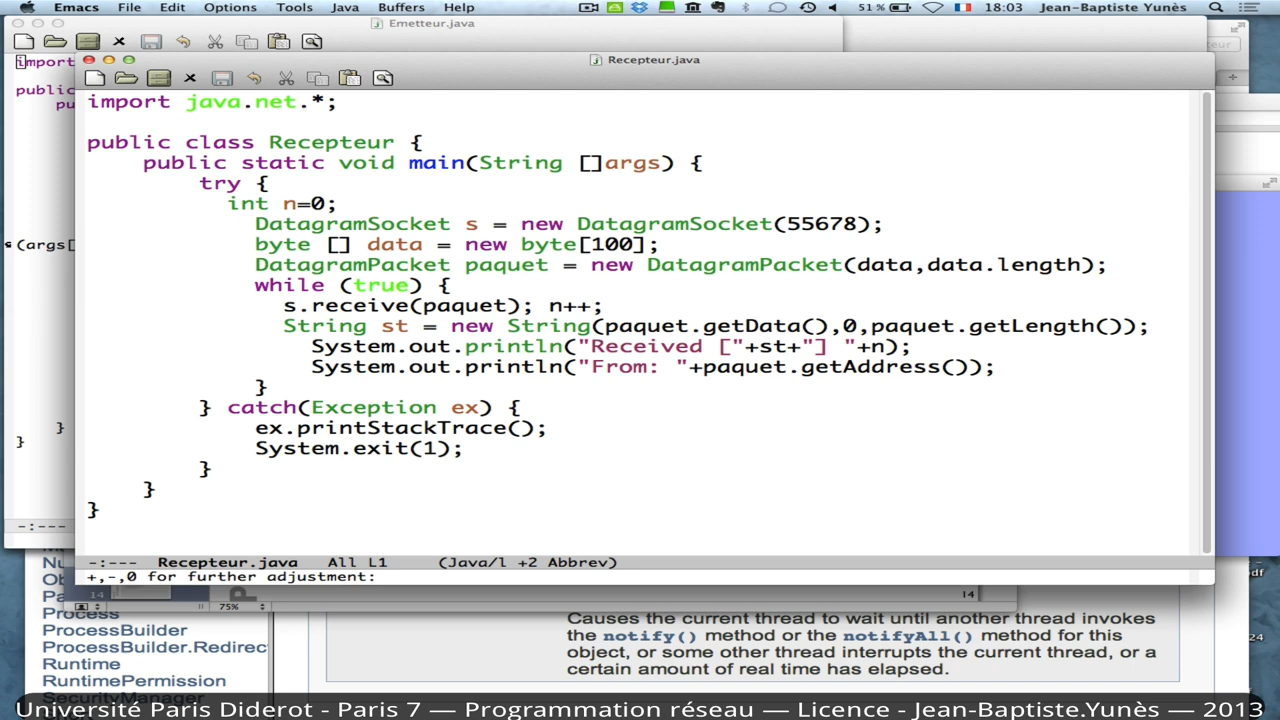 Emacs File Edit Options Tools Java Buffers Help 51 % 18:03 Jean-Baptiste Yunès
Emetteur.java
Recepteur.java
import
public
(args[
}
}
-:---
import java.net.*;
public class Recepteur {
public static void main(String []args) {
try {
int n=0;
DatagramSocket s = new DatagramSocket(55678);
byte [] data = new byte[100];
DatagramPacket paquet = new DatagramPacket(data,data.length);
while (true) {
s.receive(paquet); n++;
String st = new String(paquet.getData(),0,paquet.getLength());
System.out.println("Received ["+st+"] "+n);
System.out.println("From: "+paquet.getAddress());
}
} catch(Exception ex) {
ex.printStackTrace();
System.exit(1);
}
}
}
-:--- Recepteur.java All L1 (Java/l +2 Abbrev)
+,-,0 for further adjustment:
14 14
75%
Process
ProcessBuilder
ProcessBuilder.Redirec
Runtime
RuntimePermission
SecurityManager
Causes the current thread to wait until another thread invokes
the notify() method or the notifyAll() method for this
object, or some other thread interrupts the current thread, or a
certain amount of real time has elapsed.
Université Paris Diderot - Paris 7 — Programmation réseau — Licence - Jean-Baptiste.Yunès — 2013